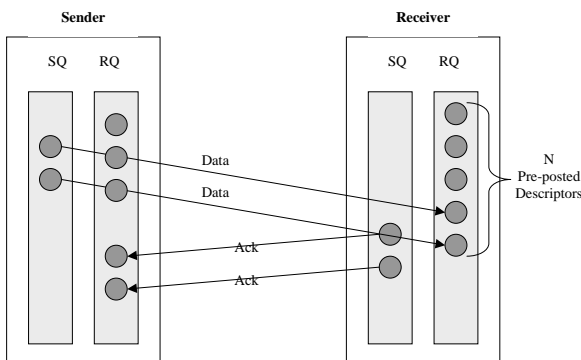 Sender
Receiver
SQ RQ
SQ RQ
Data
Data
Ack
Ack
N
Pre-posted
Descriptors